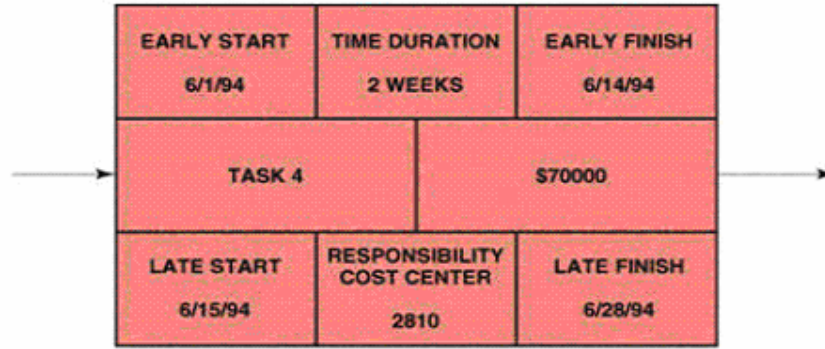 EARLY START
6/1/94
TIME DURATION
2 WEEKS
EARLY FINISH
6/14/94
TASK 4
$70000
LATE START
6/15/94
RESPONSIBILITY
COST CENTER
2810
LATE FINISH
6/28/94